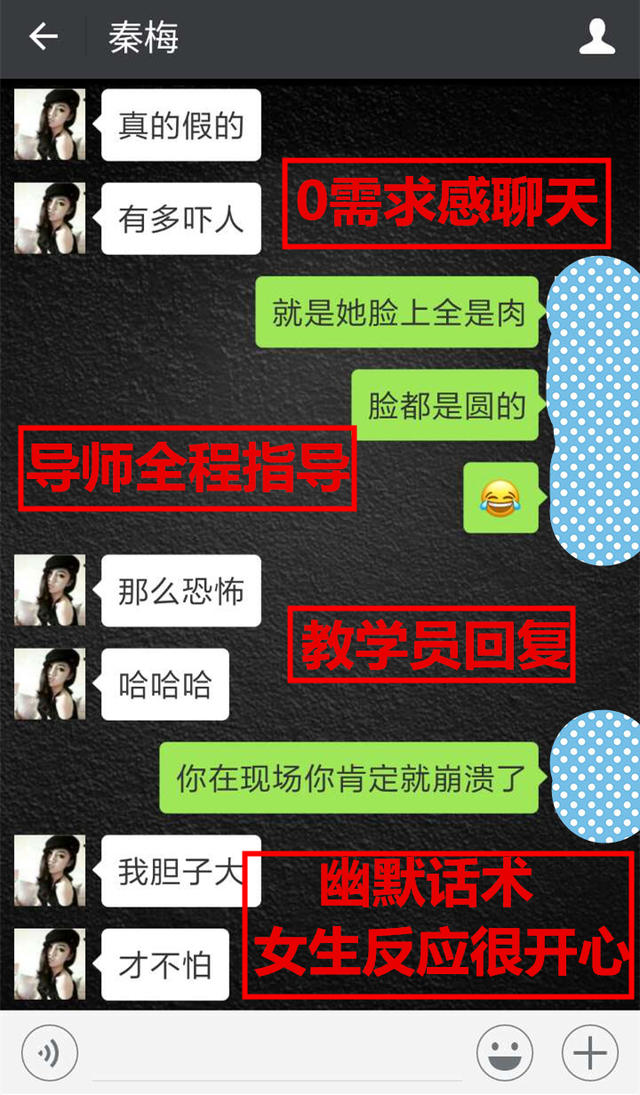 秦梅
真的假的
0需求感聊天
有多吓人
就是她脸上全是肉
脸都是圆的
导师全程指导
那么恐怖
教学员回复
哈哈哈
你在现场你肯定就崩溃了
我胆子大
幽默话术
女生反应很开心
才不怕